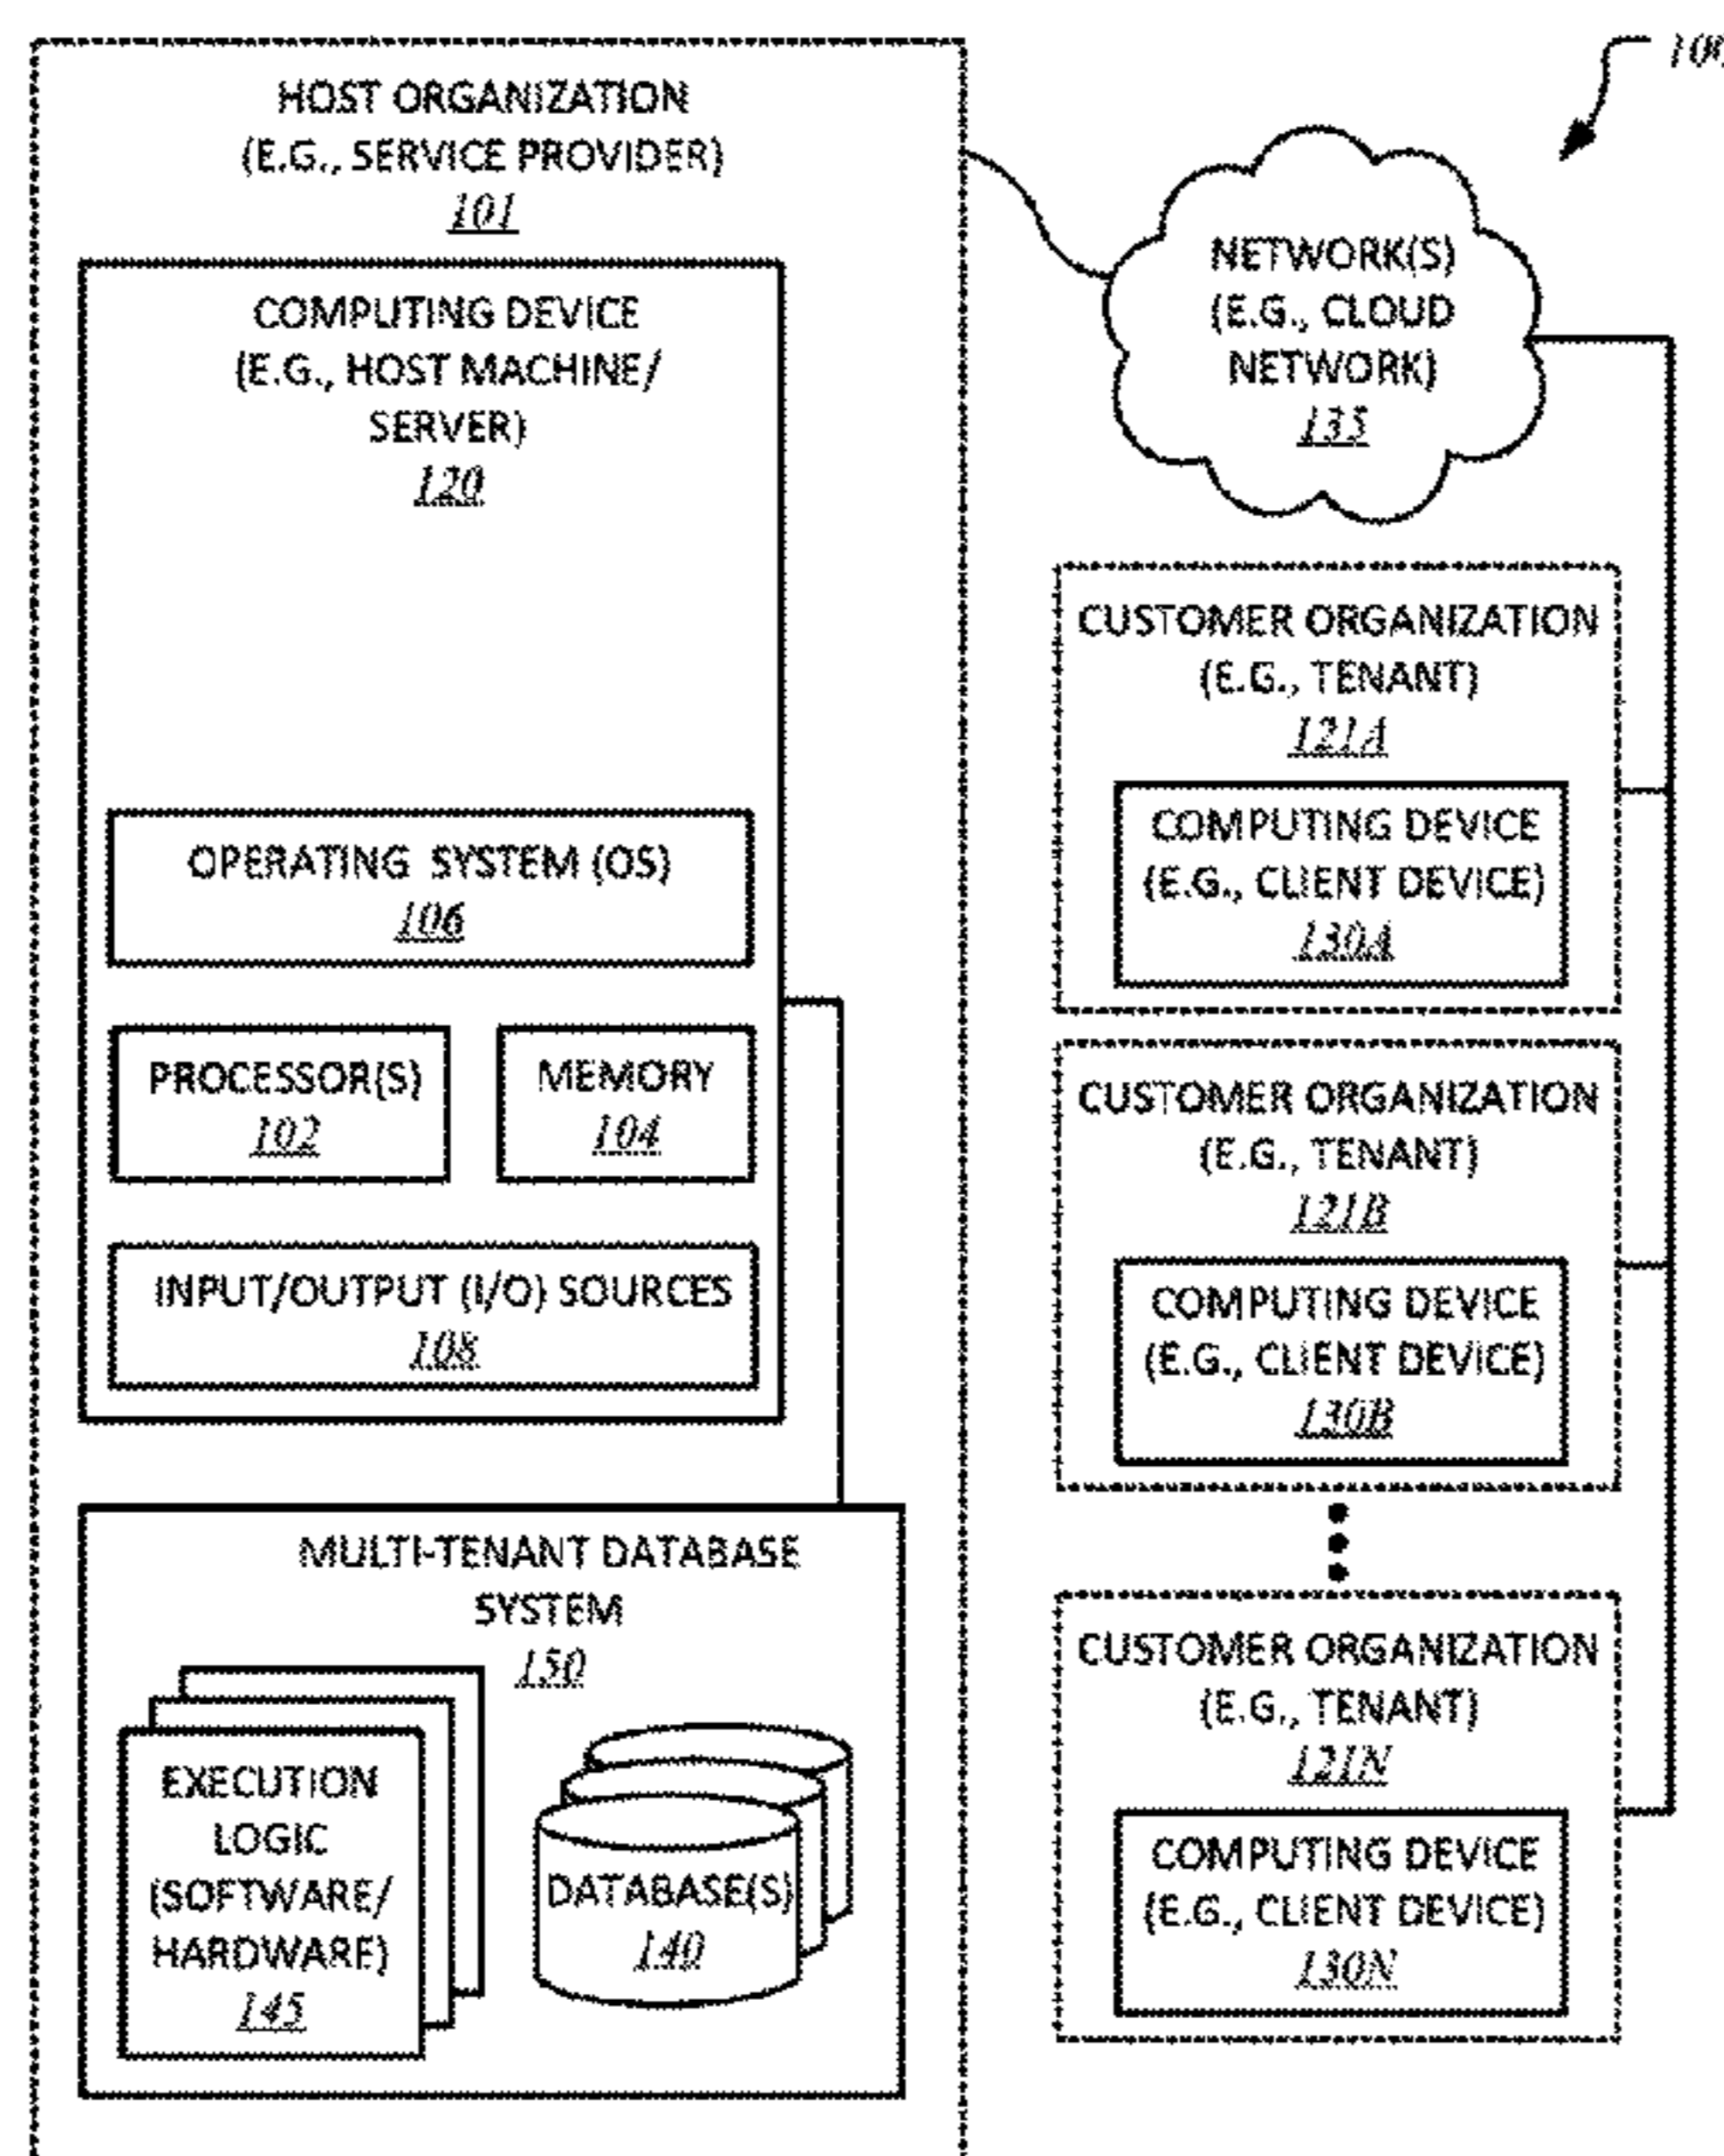 HOST ORGANIZATION
(E.G., SERVICE PROVIDER)
101
COMPUTING DEVICE
(E.G., HOST MACHINE/
SERVER)
120
OPERATING SYSTEM (OS)
106
PROCESSOR(S)
102
MEMORY
104
INPUT/OUTPUT (I/O) SOURCES
108
MULTI-TENANT DATABASE
SYSTEM
150
EXECUTION
LOGIC
(SOFTWARE/
HARDWARE)
145
DATABASE(S)
140
NETWORK(S)
(E.G., CLOUD
NETWORK)
135
CUSTOMER ORGANIZATION
(E.G., TENANT)
121A
COMPUTING DEVICE
(E.G., CLIENT DEVICE)
130A
CUSTOMER ORGANIZATION
(E.G., TENANT)
121B
COMPUTING DEVICE
(E.G., CLIENT DEVICE)
130B
CUSTOMER ORGANIZATION
(E.G., TENANT)
121N
COMPUTING DEVICE
(E.G., CLIENT DEVICE)
130N